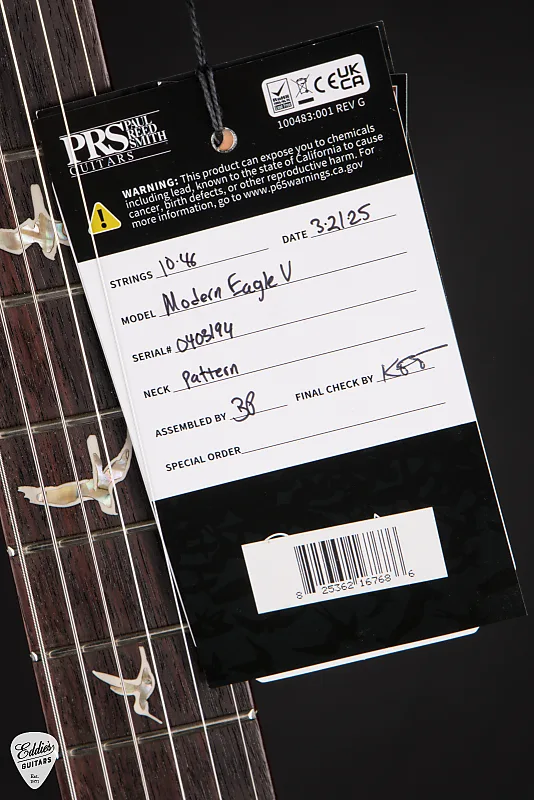 UK
CE CA
100483:001 REV G
PRS PAUL
REED
SMITH
GUITARS
WARNING: This product can expose you to chemicals
including lead, known to the state of California to cause
cancer, birth defects, or other reproductive harm. For
more information, go to www.p65warnings.ca.gov
STRINGS 10-46 DATE 3-21-25
MODEL Modern Eagle V
SERIAL# 0403194
NECK Pattern
ASSEMBLED BY FINAL CHECK BY
SPECIAL ORDER
8 25362 16768 6
Eddie's
GUITARS
Est.